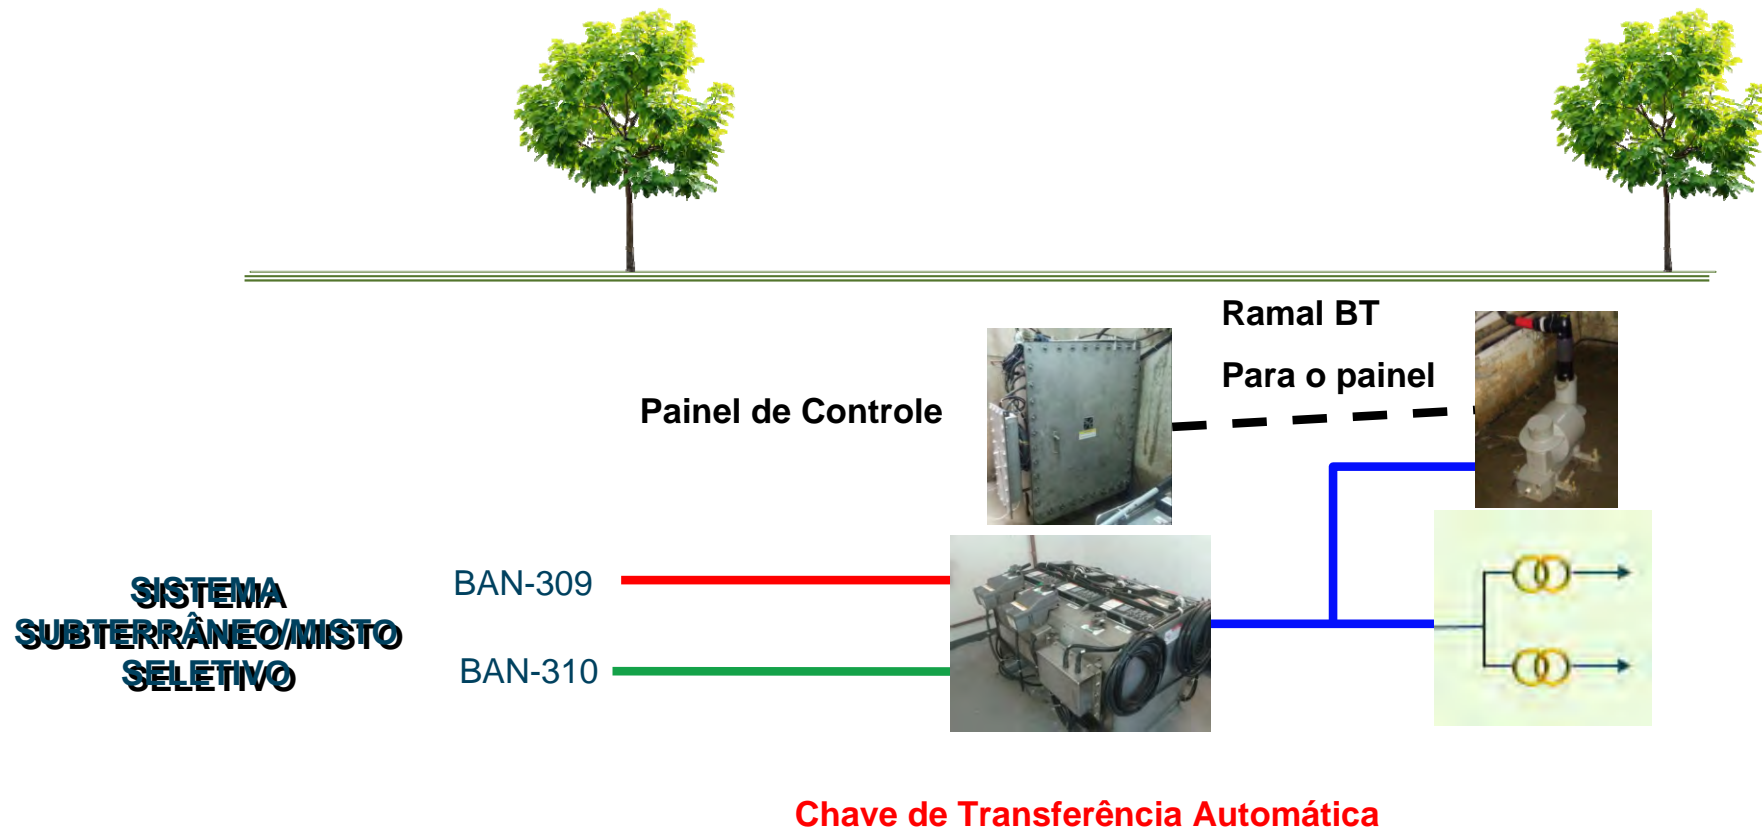 Ramal BT
Para o painel
Painel de Controle
SISTEMA
SUBTERRÂNEO/MISTO
SELETIVO
BAN-309
BAN-310
Chave de Transferência Automática